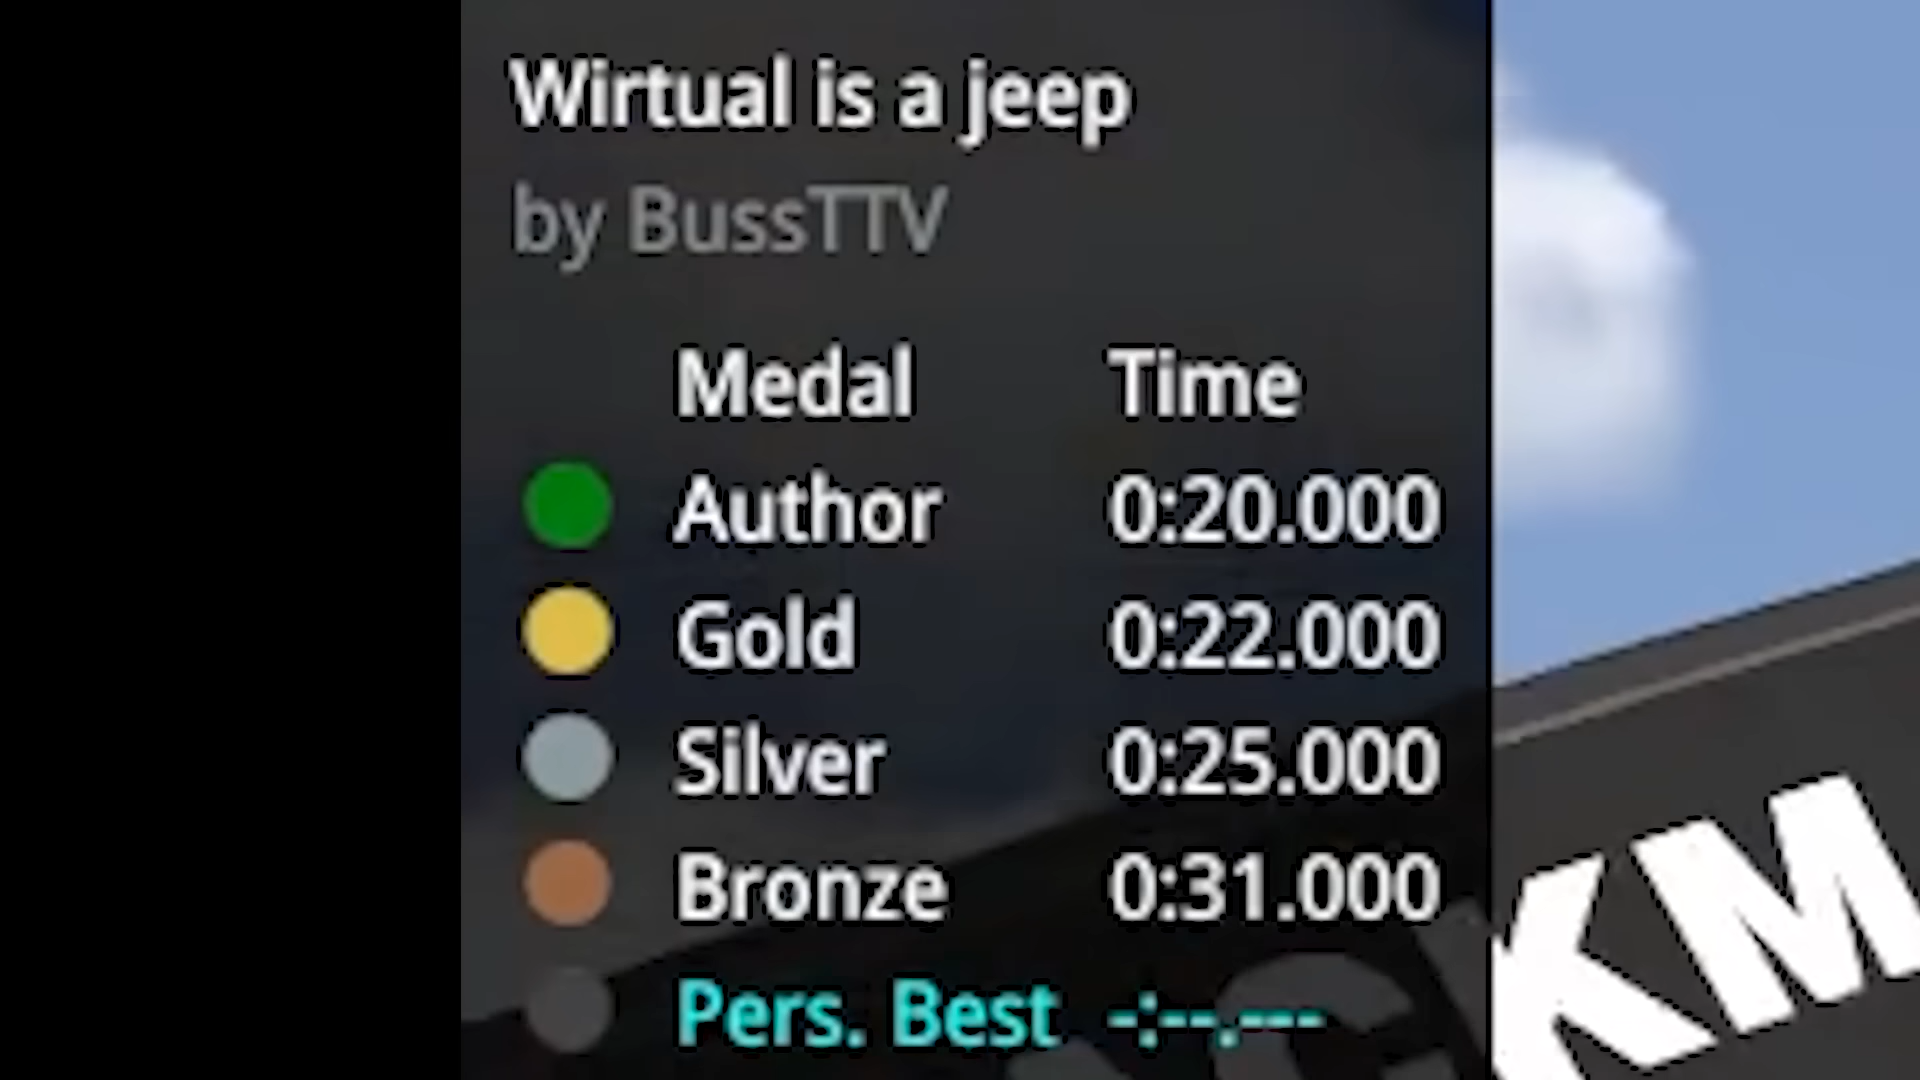 Wirtual is a jeep
by BussTTV
Medal Time
Author 0:20.000
Gold 0:22.000
Silver 0:25.000
Bronze 0:31.000
Pers. Best -:--.---
KM